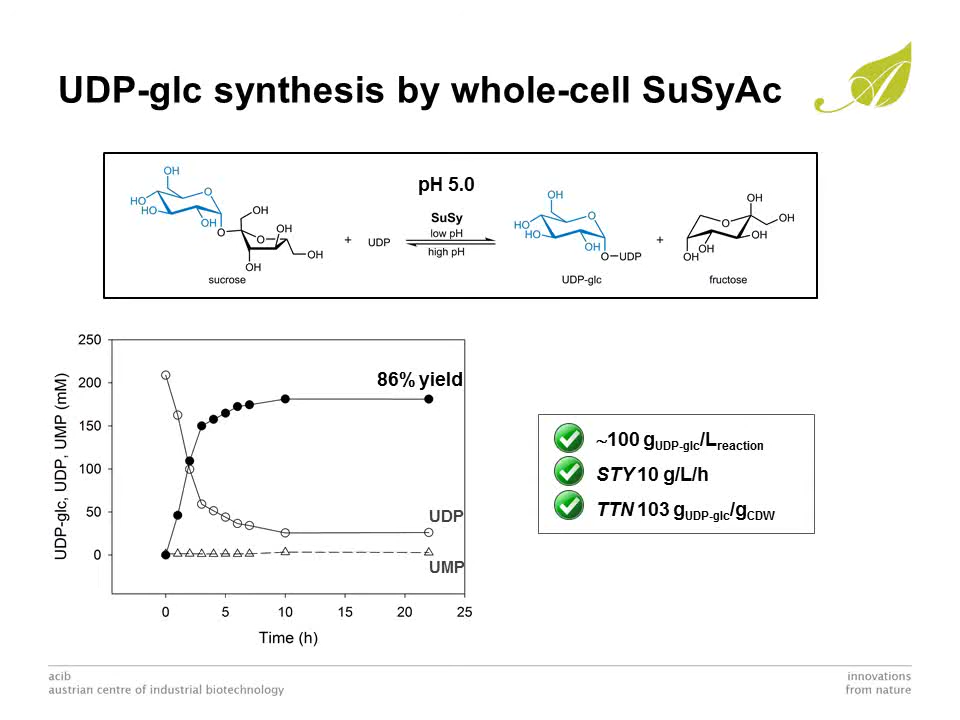 UDP-glc synthesis by whole-cell SuSyAc
OH
O
HO
HO
OH
O
OH
O
OH
OH
OH
sucrose
+
UDP
pH 5.0
SuSy
low pH
high pH
OH
O
HO
HO
OH
O–UDP
UDP-glc
+
OH
O
OH
OH
OH
OH
fructose
UDP-glc, UDP, UMP (mM)
250
200
150
100
50
0
86% yield
UDP
UMP
0 5 10 15 20 25
Time (h)
~100 gUDP-glc/Lreaction
STY 10 g/L/h
TTN 103 gUDP-glc/gCDW
acib
austrian centre of industrial biotechnology
innovations
from nature